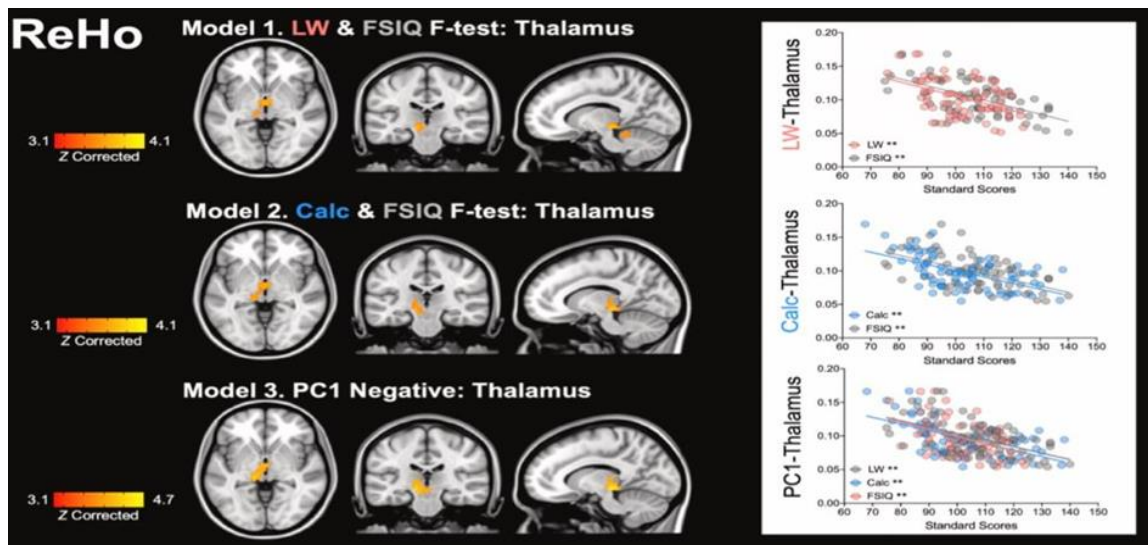 ReHo
Model 1. LW & FSIQ F-test: Thalamus
3.1 4.1
Z Corrected
Model 2. Calc & FSIQ F-test: Thalamus
3.1 4.1
Z Corrected
Model 3. PC1 Negative: Thalamus
3.1 4.7
Z Corrected
LW-Thalamus
0.20
0.15
0.10
0.05
0.00
LW **
FSIQ **
60 70 80 90 100 110 120 130 140 150
Standard Scores
Calc-Thalamus
0.20
0.15
0.10
0.05
0.00
Calc **
FSIQ **
60 70 80 90 100 110 120 130 140 150
Standard Scores
PC1-Thalamus
0.20
0.15
0.10
0.05
0.00
LW **
Calc **
FSIQ **
60 70 80 90 100 110 120 130 140 150
Standard Scores